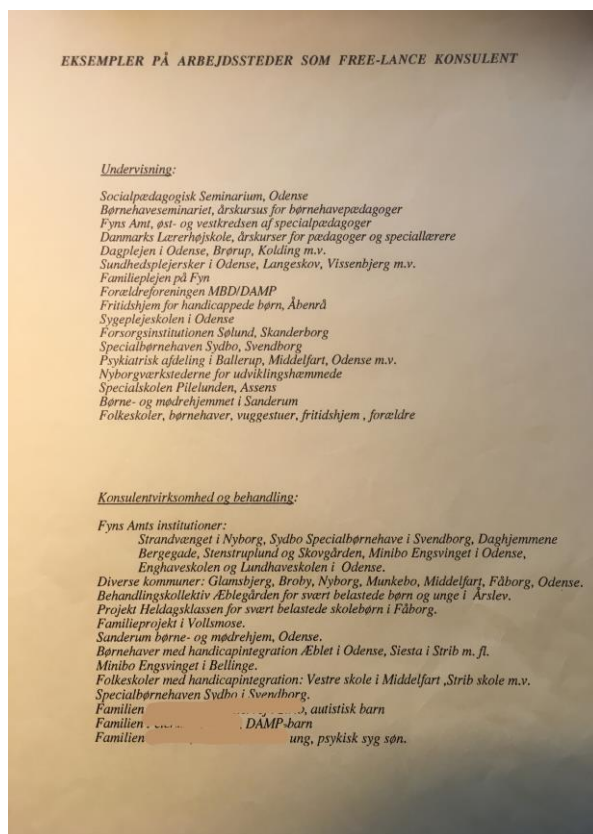 EKSEMPLER PÅ ARBEJDSSTEDER SOM FREE-LANCE KONSULENT
Undervisning:
Socialpædagogisk Seminarium, Odense
Børnehaveseminariet, årskursus for børnehavepædagoger
Fyns Amt, øst- og vestkredsen af specialpædagoger
Danmarks Lærerhøjskole, årskurser for pædagoger og speciallærere
Dagplejen i Odense, Brørup, Kolding m.v.
Sundhedsplejersker i Odense, Langeskov, Vissenbjerg m.v.
Familieplejen på Fyn
Forældreforeningen MBD/DAMP
Fritidshjem for handicappede børn, Åbenrå
Sygeplejeskolen i Odense
Forsorgsinstitutionen Sølund, Skanderborg
Specialbørnehaven Sydbo, Svendborg
Psykiatrisk afdeling i Ballerup, Middelfart, Odense m.v.
Nyborgværkstederne for udviklingshæmmede
Specialskolen Pilelunden, Assens
Børne- og mødrehjemmet i Sanderum
Folkeskoler, børnehaver, vuggestuer, fritidshjem , forældre
Konsulentvirksomhed og behandling:
Fyns Amts institutioner:
Strandvænget i Nyborg, Sydbo Specialbørnehave i Svendborg, Daghjemmene
Bergegade, Stenstruplund og Skovgården, Minibo Engsvinget i Odense,
Enghaveskolen og Lundhaveskolen i Odense.
Diverse kommuner: Glamsbjerg, Broby, Nyborg, Munkebo, Middelfart, Fåborg, Odense.
Behandlingskollektiv Æblegården for svært belastede børn og unge i Årslev.
Projekt Heldagsklassen for svært belastede skolebørn i Fåborg.
Familieprojekt i Vollsmose.
Sanderum børne- og mødrehjem, Odense.
Børnehaver med handicapintegration Æblet i Odense, Siesta i Strib m. fl.
Minibo Engsvinget i Bellinge.
Folkeskoler med handicapintegration: Vestre skole i Middelfart ,Strib skole m.v.
Specialbørnehaven Sydbo i Svendborg.
Familien , autistisk barn
Familien , DAMP-barn
Familien ung, psykisk syg søn.